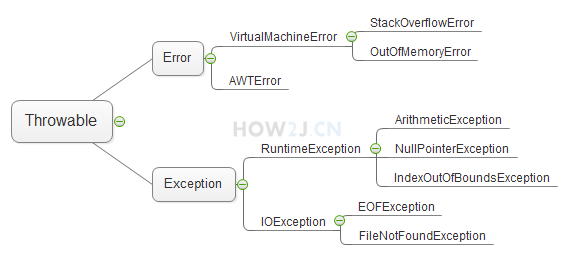 Throwable
Error
VirtualMachineError
StackOverflowError
OutOfMemoryError
AWTError
HOW2J.CN
Exception
RuntimeException
ArithmeticException
NullPointerException
IndexOutOfBoundsException
IOException
EOFException
FileNotFoundException